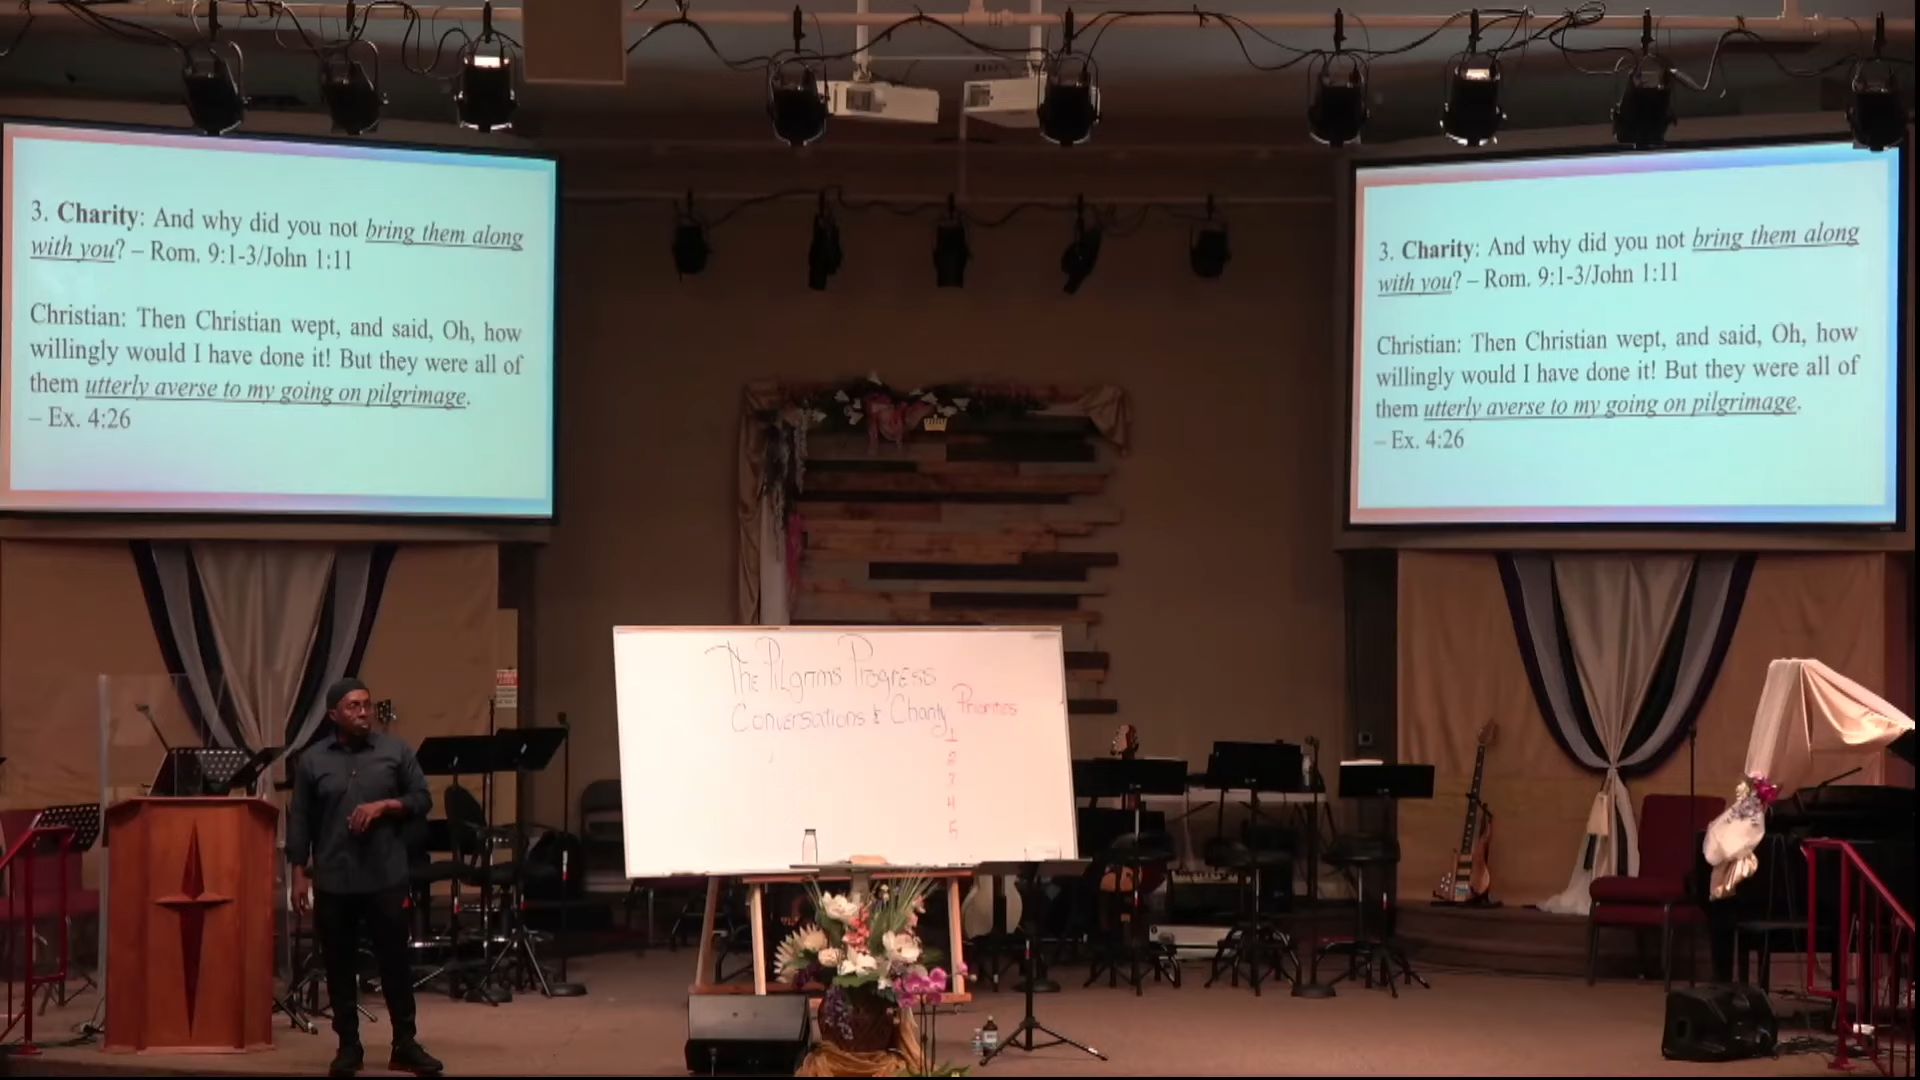 3. Charity: And why did you not bring them along
with you? – Rom. 9:1-3/John 1:11
Christian: Then Christian wept, and said, Oh, how
willingly would I have done it! But they were all of
them utterly averse to my going on pilgrimage.
– Ex. 4:26
3. Charity: And why did you not bring them along
with you? – Rom. 9:1-3/John 1:11
Christian: Then Christian wept, and said, Oh, how
willingly would I have done it! But they were all of
them utterly averse to my going on pilgrimage.
– Ex. 4:26
The Pilgrims Progress
Conversations & Charity
Priorities
1
2
3
4
5